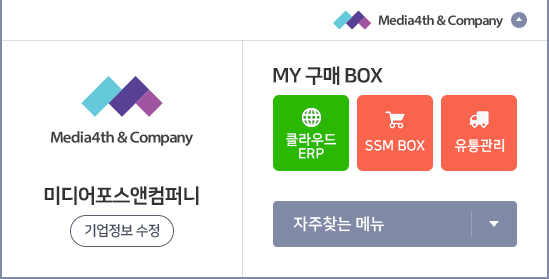 Media4th & Company
Media4th & Company
미디어포스앤컴퍼니
기업정보 수정
MY 구매 BOX
클라우드
ERP
SSM BOX
유통관리
자주찾는 메뉴